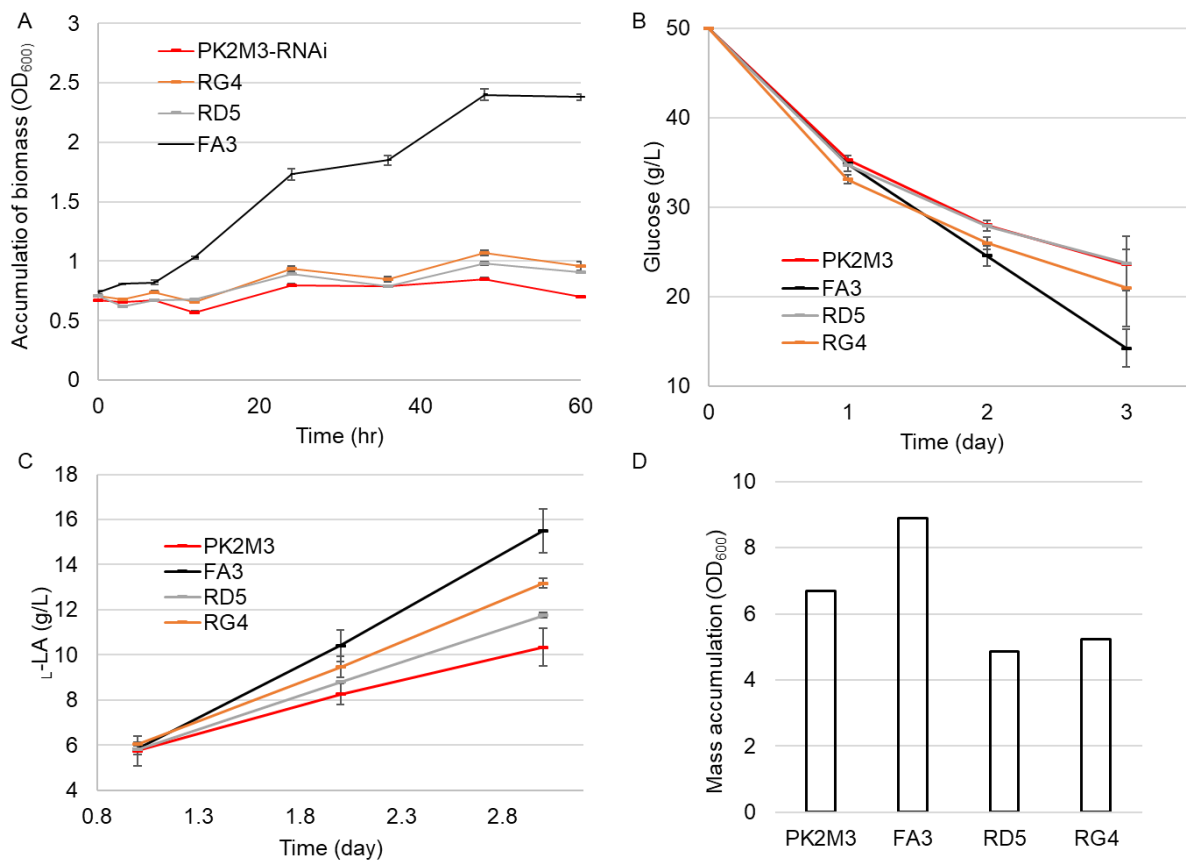 A
Accumulatio of biomass (OD600)
3
2.5
2
1.5
1
0.5
0
PK2M3-RNAi
RG4
RD5
FA3
0
20
40
60
Time (hr)
B
Glucose (g/L)
50
40
30
20
10
PK2M3
FA3
RD5
RG4
0
1
2
3
Time (day)
C
L-LA (g/L)
18
16
14
12
10
8
6
4
PK2M3
FA3
RD5
RG4
0.8
1.3
1.8
2.3
2.8
Time (day)
D
Mass accumulation (OD600)
10
8
6
4
2
0
PK2M3
FA3
RD5
RG4